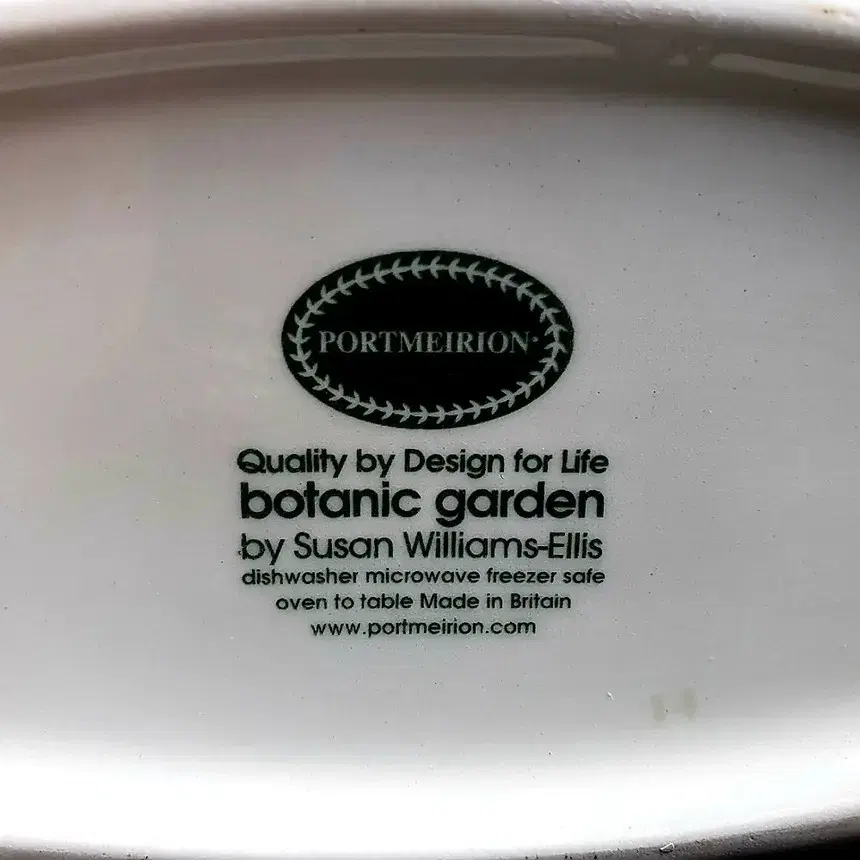 PORTMEIRION
Quality by Design for Life
botanic garden
by Susan Williams-Ellis
dishwasher microwave freezer safe
oven to table Made in Britain
www.portmeirion.com